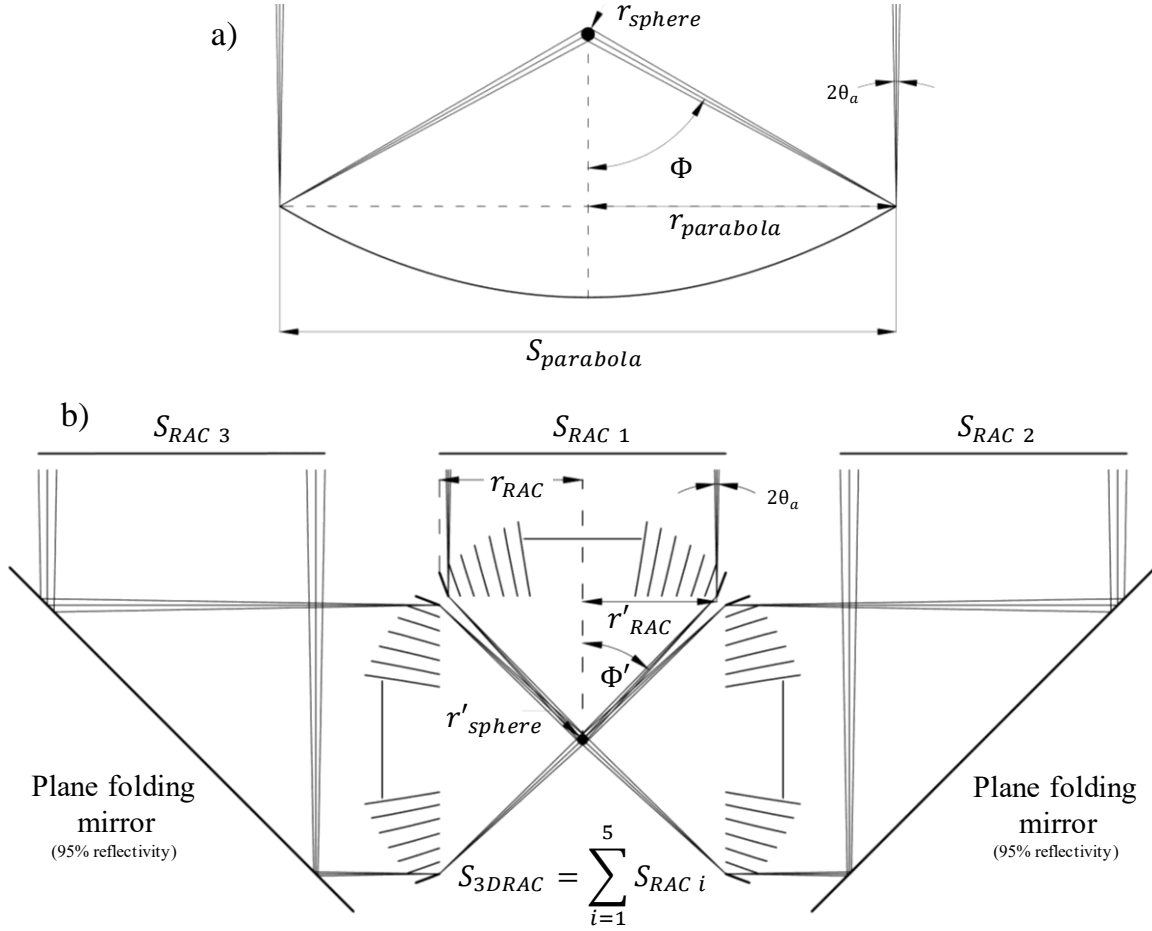 a)
r_sphere
2θ_a
Φ
r_parabola
S_parabola
b)
S_RAC 3
S_RAC 1
S_RAC 2
r_RAC
2θ_a
r'_RAC
Φ'
r'_sphere
Plane folding
mirror
(95% reflectivity)
Plane folding
mirror
(95% reflectivity)
S_3DRAC = ∑_{i=1}^{5} S_RAC i